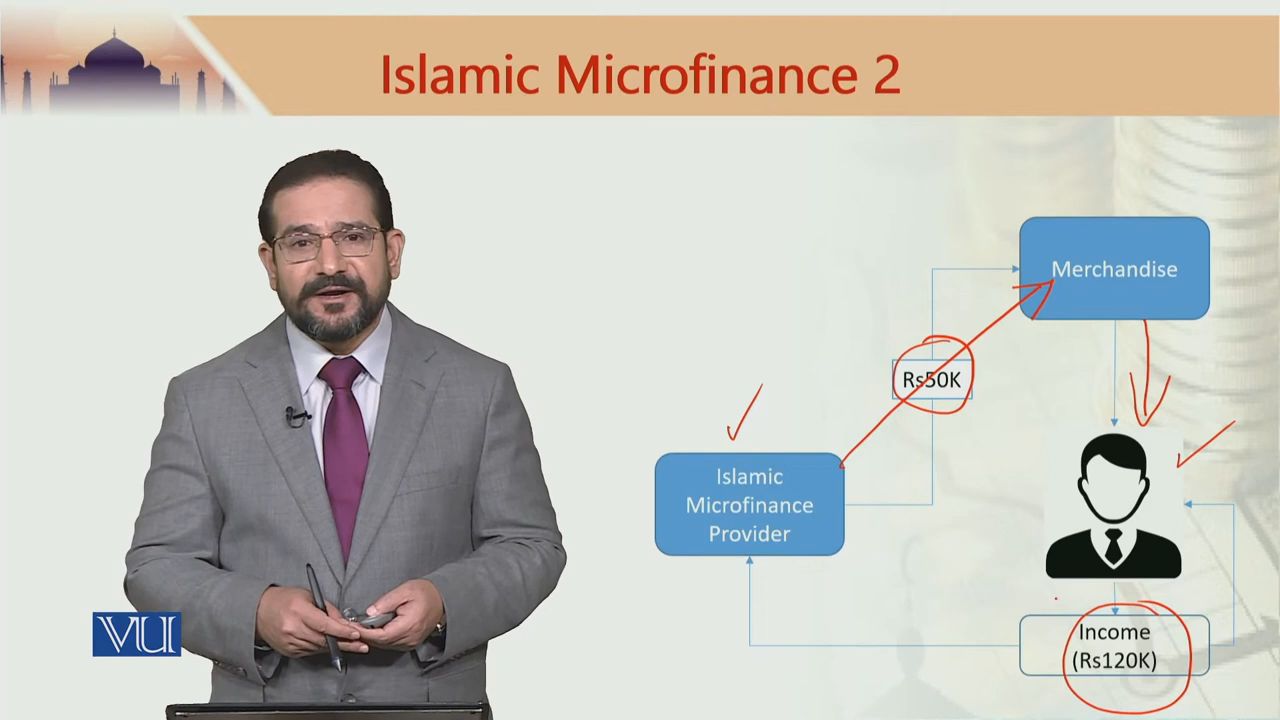 Islamic Microfinance 2
Merchandise
Rs50K
Islamic
Microfinance
Provider
Income
(Rs120K)
VU